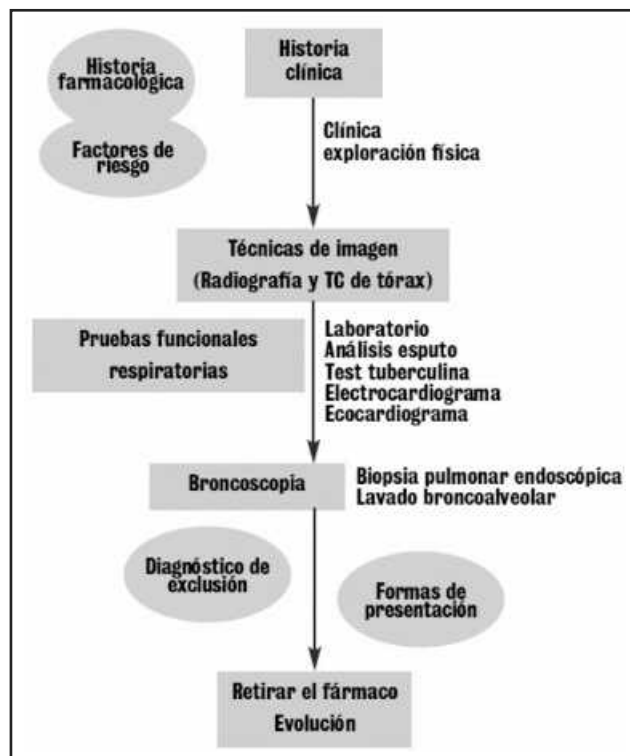 Historia
farmacológica
Factores de
riesgo
Historia
clínica
Clínica
exploración física
Técnicas de imagen
(Radiografía y TC de tórax)
Pruebas funcionales
respiratorias
Laboratorio
Análisis esputo
Test tuberculina
Electrocardiograma
Ecocardiograma
Broncoscopia
Biopsia pulmonar endoscópica
Lavado broncoalveolar
Diagnóstico de
exclusión
Formas de
presentación
Retirar el fármaco
Evolución